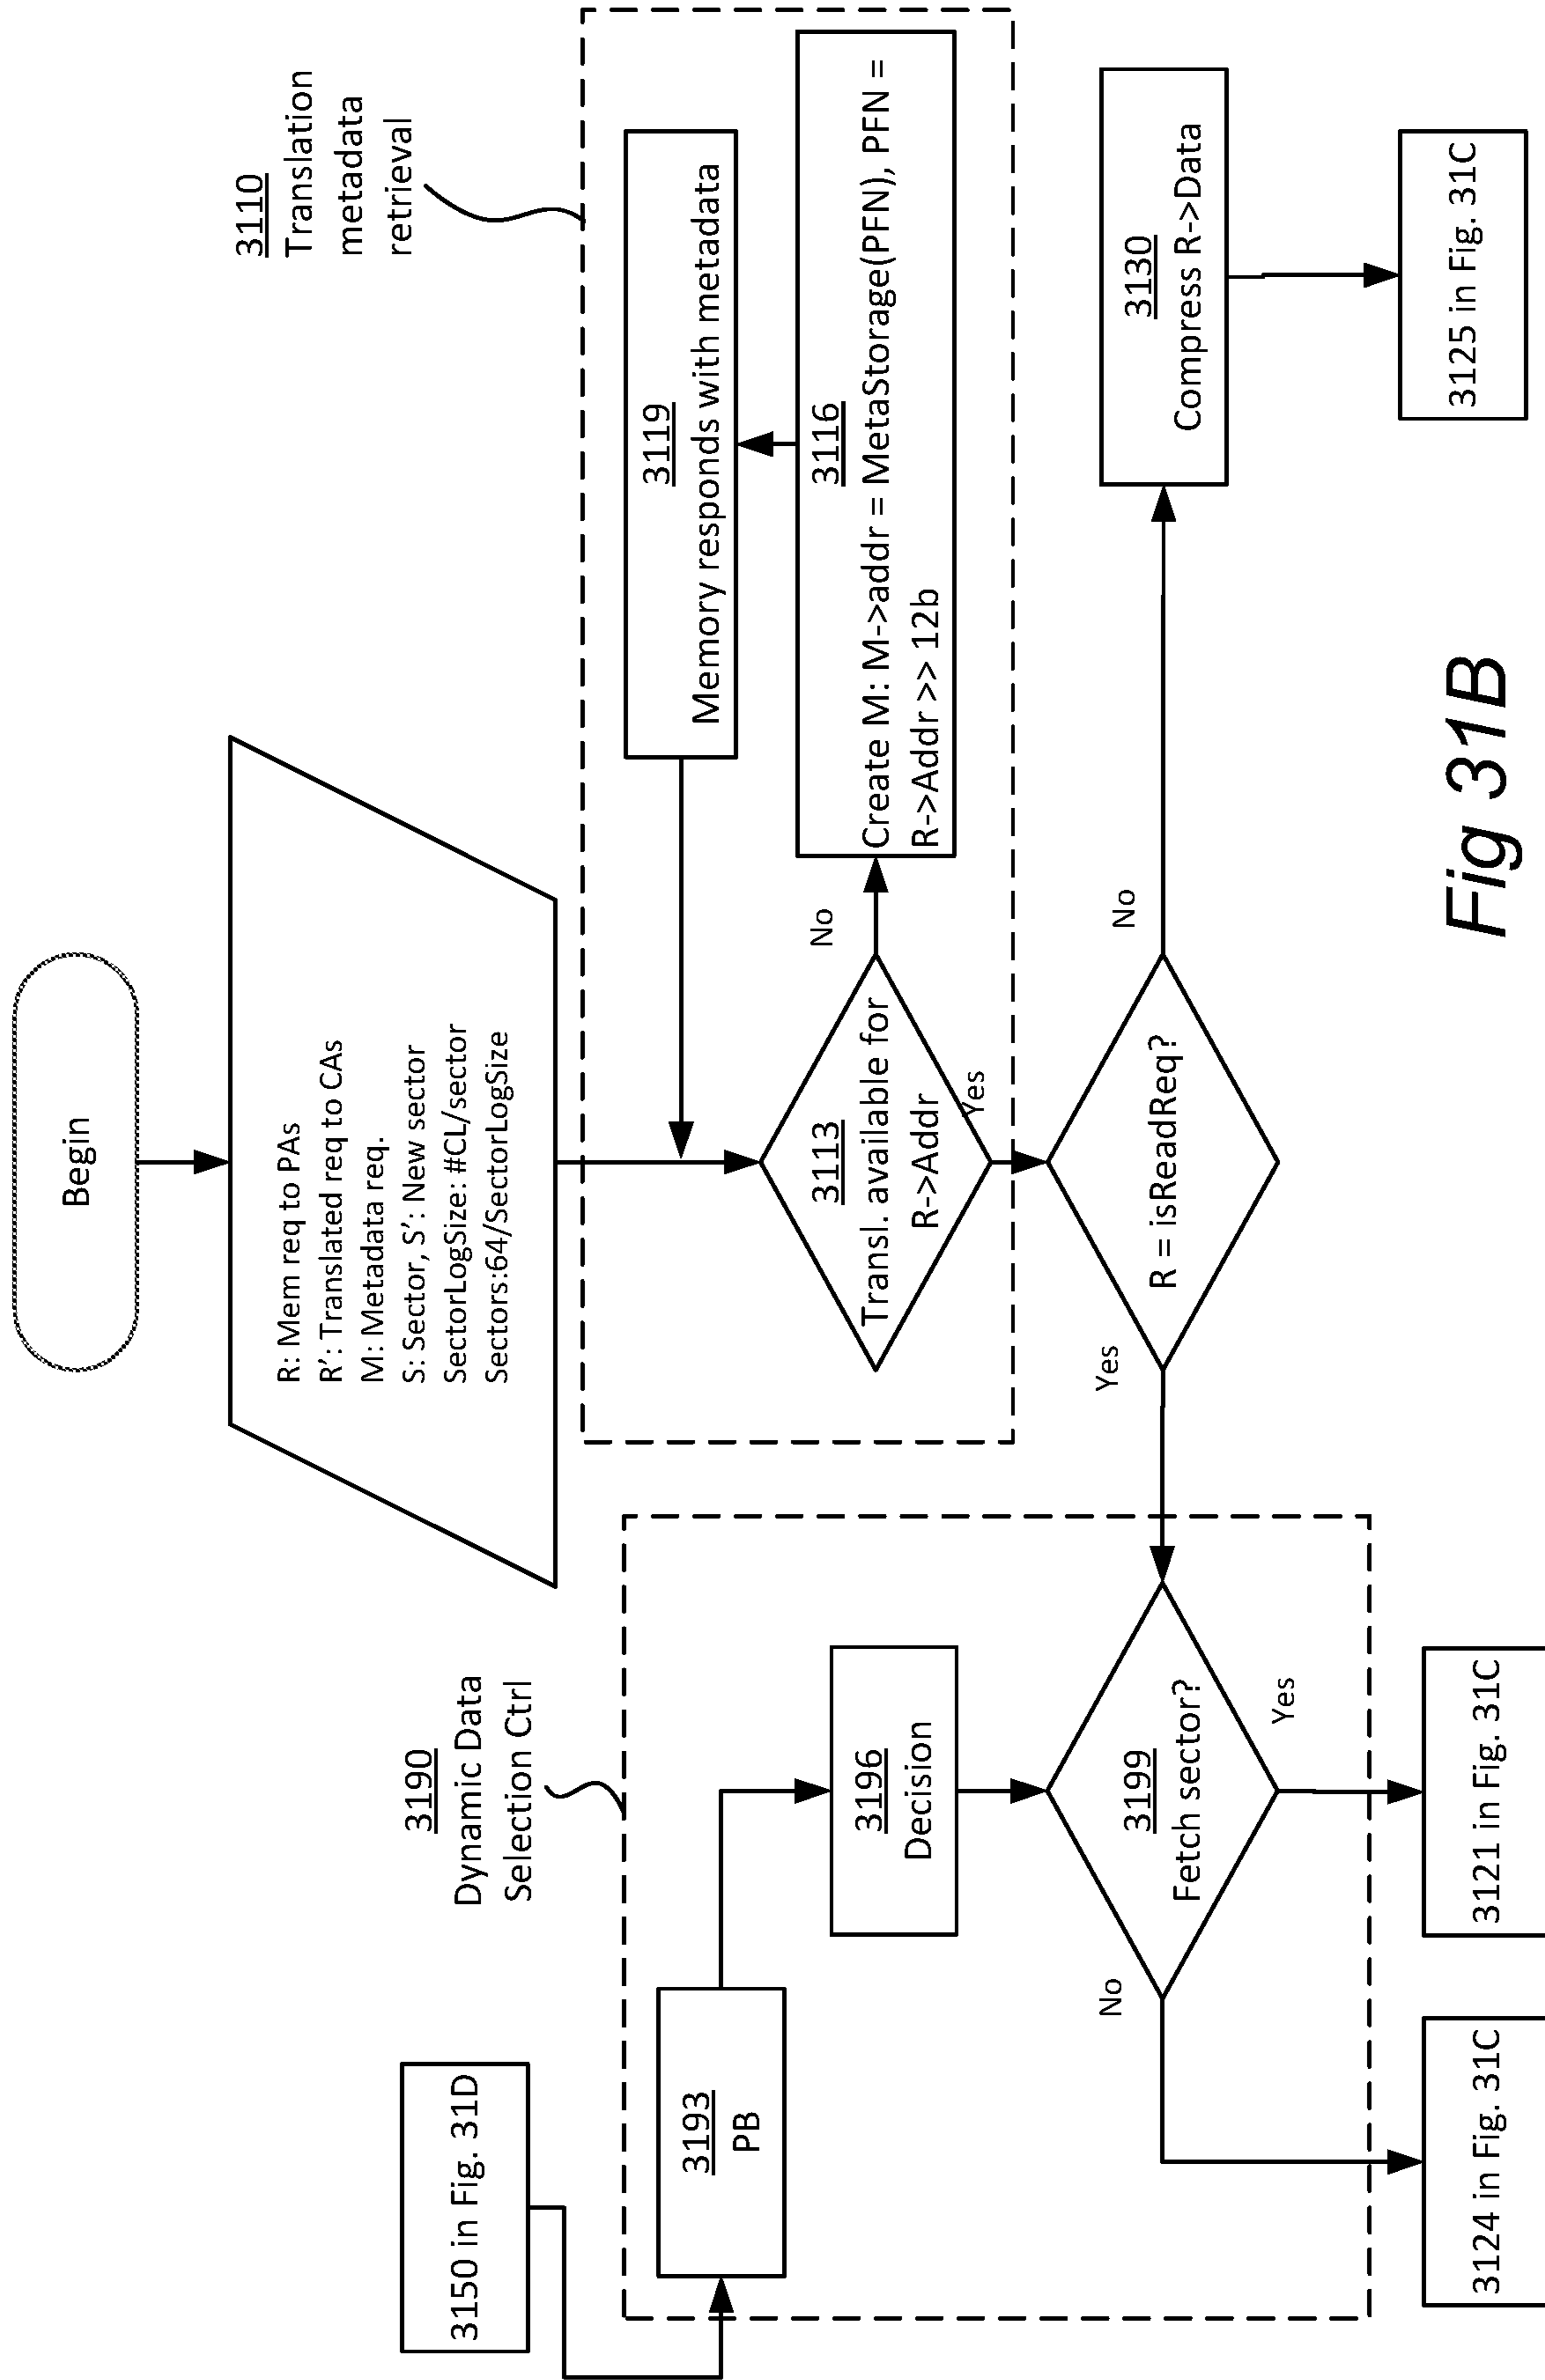 Begin
R: Mem req to PAs
R': Translated req to CAs
M: Metadata req.
S: Sector, S': New sector
SectorLogSize: #CL/sector
Sectors:64/SectorLogSize
3110
Translation
metadata
retrieval
3119
Memory responds with metadata
3116
Create M: M->addr = MetaStorage(PFN), PFN =
R->Addr >> 12b
3113
Transl. available for
R->Addr
No
Yes
R = isReadReq?
Yes
No
3130
Compress R->Data
3125 in Fig. 31C
3150 in Fig. 31D
3190
Dynamic Data
Selection Ctrl
3193
PB
3196
Decision
3199
Fetch sector?
No
Yes
3124 in Fig. 31C
3121 in Fig. 31C
Fig 31B